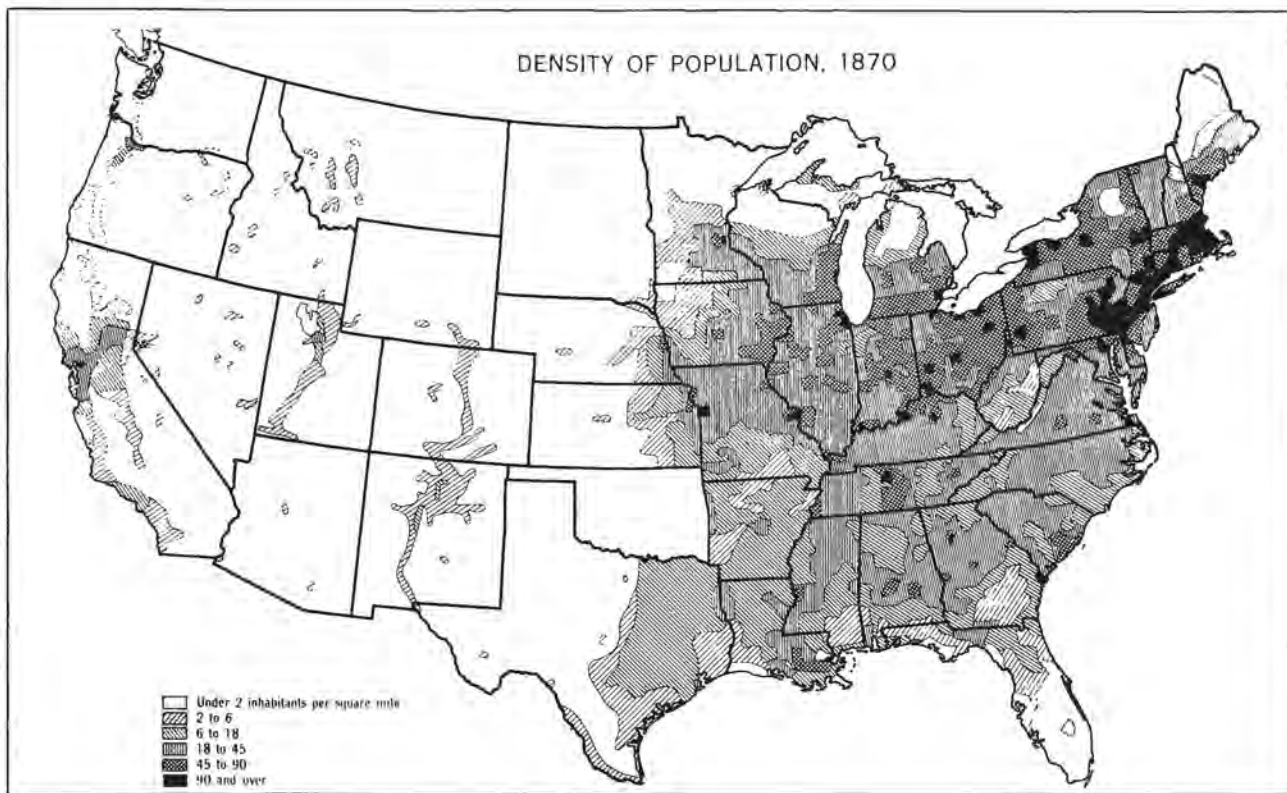 DENSITY OF POPULATION, 1870
Under 2 inhabitants per square mile
2 to 6
6 to 18
18 to 45
45 to 90
90 and over